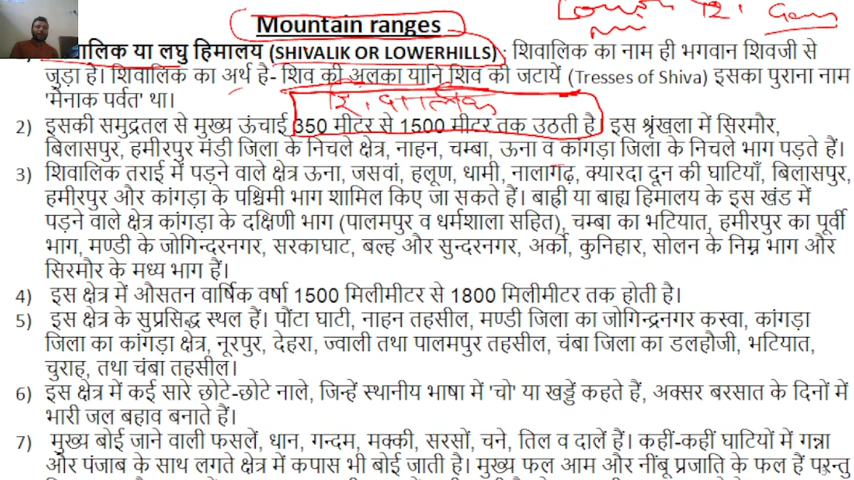 Mountain ranges
ालिक या लघु हिमालय (SHIVALIK OR LOWERHILLS) : शिवालिक का नाम ही भगवान शिवजी से
जुड़ा है। शिवालिक का अर्थ है- शिव की अलका यानि शिव की जटायें (Tresses of Shiva) इसका पुराना नाम
'मेनाक पर्वत' था।
शिवालिक
2) इसकी समुद्रतल से मुख्य ऊंचाई 350 मीटर से 1500 मीटर तक उठती है। इस श्रृंखला में सिरमौर,
बिलासपुर, हमीरपुर मंडी जिला के निचले क्षेत्र, नाहन, चम्बा, ऊना व कांगड़ा जिला के निचले भाग पड़ते हैं।
3) शिवालिक तराई में पड़ने वाले क्षेत्र ऊना, जसवां, हलूण, धामी, नालागढ़, क्यारदा दून की घाटियाँ, बिलासपुर,
हमीरपुर और कांगड़ा के पश्चिमी भाग शामिल किए जा सकते हैं। बाह्री या बाह्य हिमालय के इस खंड में
पड़ने वाले क्षेत्र कांगड़ा के दक्षिणी भाग (पालमपुर व धर्मशाला सहित), चम्बा का भटियात, हमीरपुर का पूर्वी
भाग, मण्डी के जोगिन्दरनगर, सरकाघाट, बल्ह और सुन्दरनगर, अर्की, कुनिहार, सोलन के निम्न भाग और
सिरमौर के मध्य भाग हैं।
4) इस क्षेत्र में औसतन वार्षिक वर्षा 1500 मिलीमीटर से 1800 मिलीमीटर तक होती है।
5) इस क्षेत्र के सुप्रसिद्ध स्थल हैं। पौंटा घाटी, नाहन तहसील, मण्डी जिला का जोगिन्द्रनगर कस्वा, कांगड़ा
जिला का कांगड़ा क्षेत्र, नूरपुर, देहरा, ज्वाली तथा पालमपुर तहसील, चंबा जिला का डलहौजी, भटियात,
चुराह, तथा चंबा तहसील।
6) इस क्षेत्र में कई सारे छोटे-छोटे नाले, जिन्हें स्थानीय भाषा में 'चो' या खड्डें कहते हैं, अक्सर बरसात के दिनों में
भारी जल बहाव बनाते हैं।
7) मुख्य बोई जाने वाली फसलें, धान, गन्दम, मक्की, सरसों, चने, तिल व दालें हैं। कहीं-कहीं घाटियों में गन्ना
और पंजाब के साथ लगते क्षेत्र में कपास भी बोई जाती है। मुख्य फल आम और नींबू प्रजाति के फल हैं परन्तु